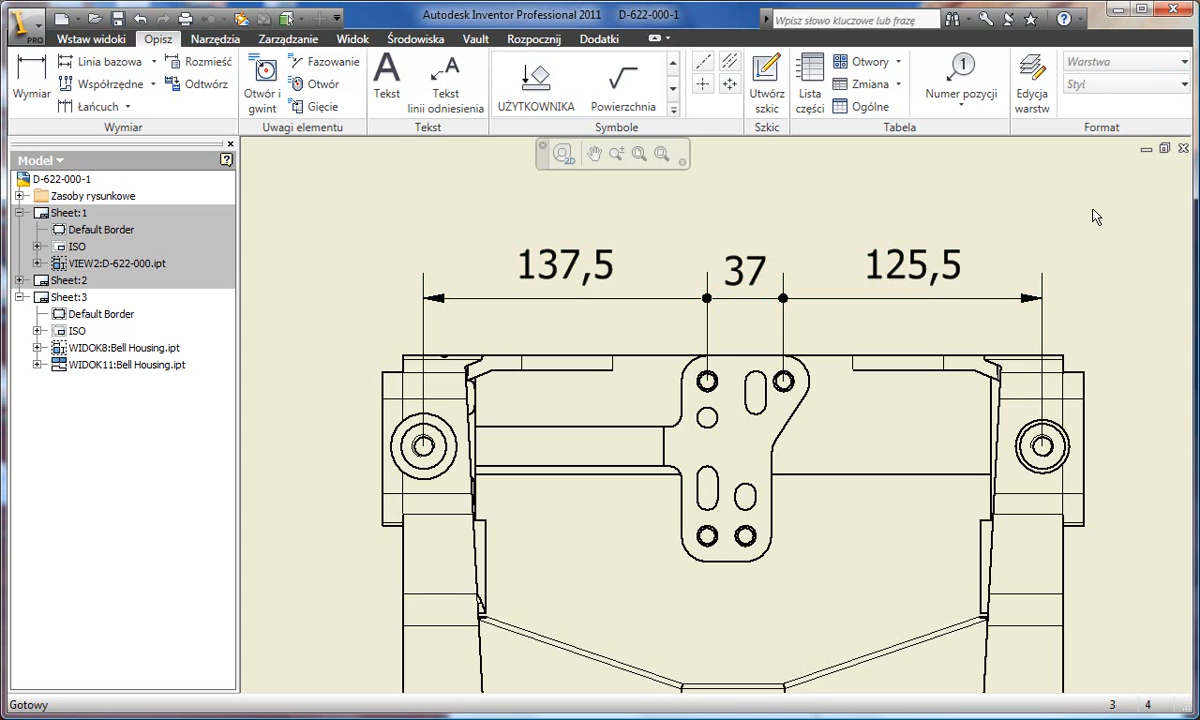 Autodesk Inventor Professional 2011 D-622-000-1
Wpisz słowo kluczowe lub frazę
PRO
Wstaw widoki Opisz Narzędzia Zarządzanie Widok Środowiska Vault Rozpocznij Dodatki
Wymiar
Linia bazowa
Współrzędne
Łańcuch
Rozmieść
Odtwórz
Wymiar
Otwór i
gwint
Fazowanie
Otwór
Gięcie
Uwagi elementu
Tekst
Tekst
linii odniesienia
Tekst
UŻYTKOWNIKA
Powierzchnia
Symbole
Utwórz
szkic
Szkic
Lista
części
Otwory
Zmiana
Ogólne
Tabela
1
Numer pozycji
Edycja
warstw
Warstwa
Styl
Format
Model
D-622-000-1
Zasoby rysunkowe
Sheet:1
Default Border
ISO
VIEW2:D-622-000.ipt
Sheet:2
Sheet:3
Default Border
ISO
WIDOK8:Bell Housing.ipt
WIDOK11:Bell Housing.ipt
2D
137,5 37 125,5
Gotowy 3 4